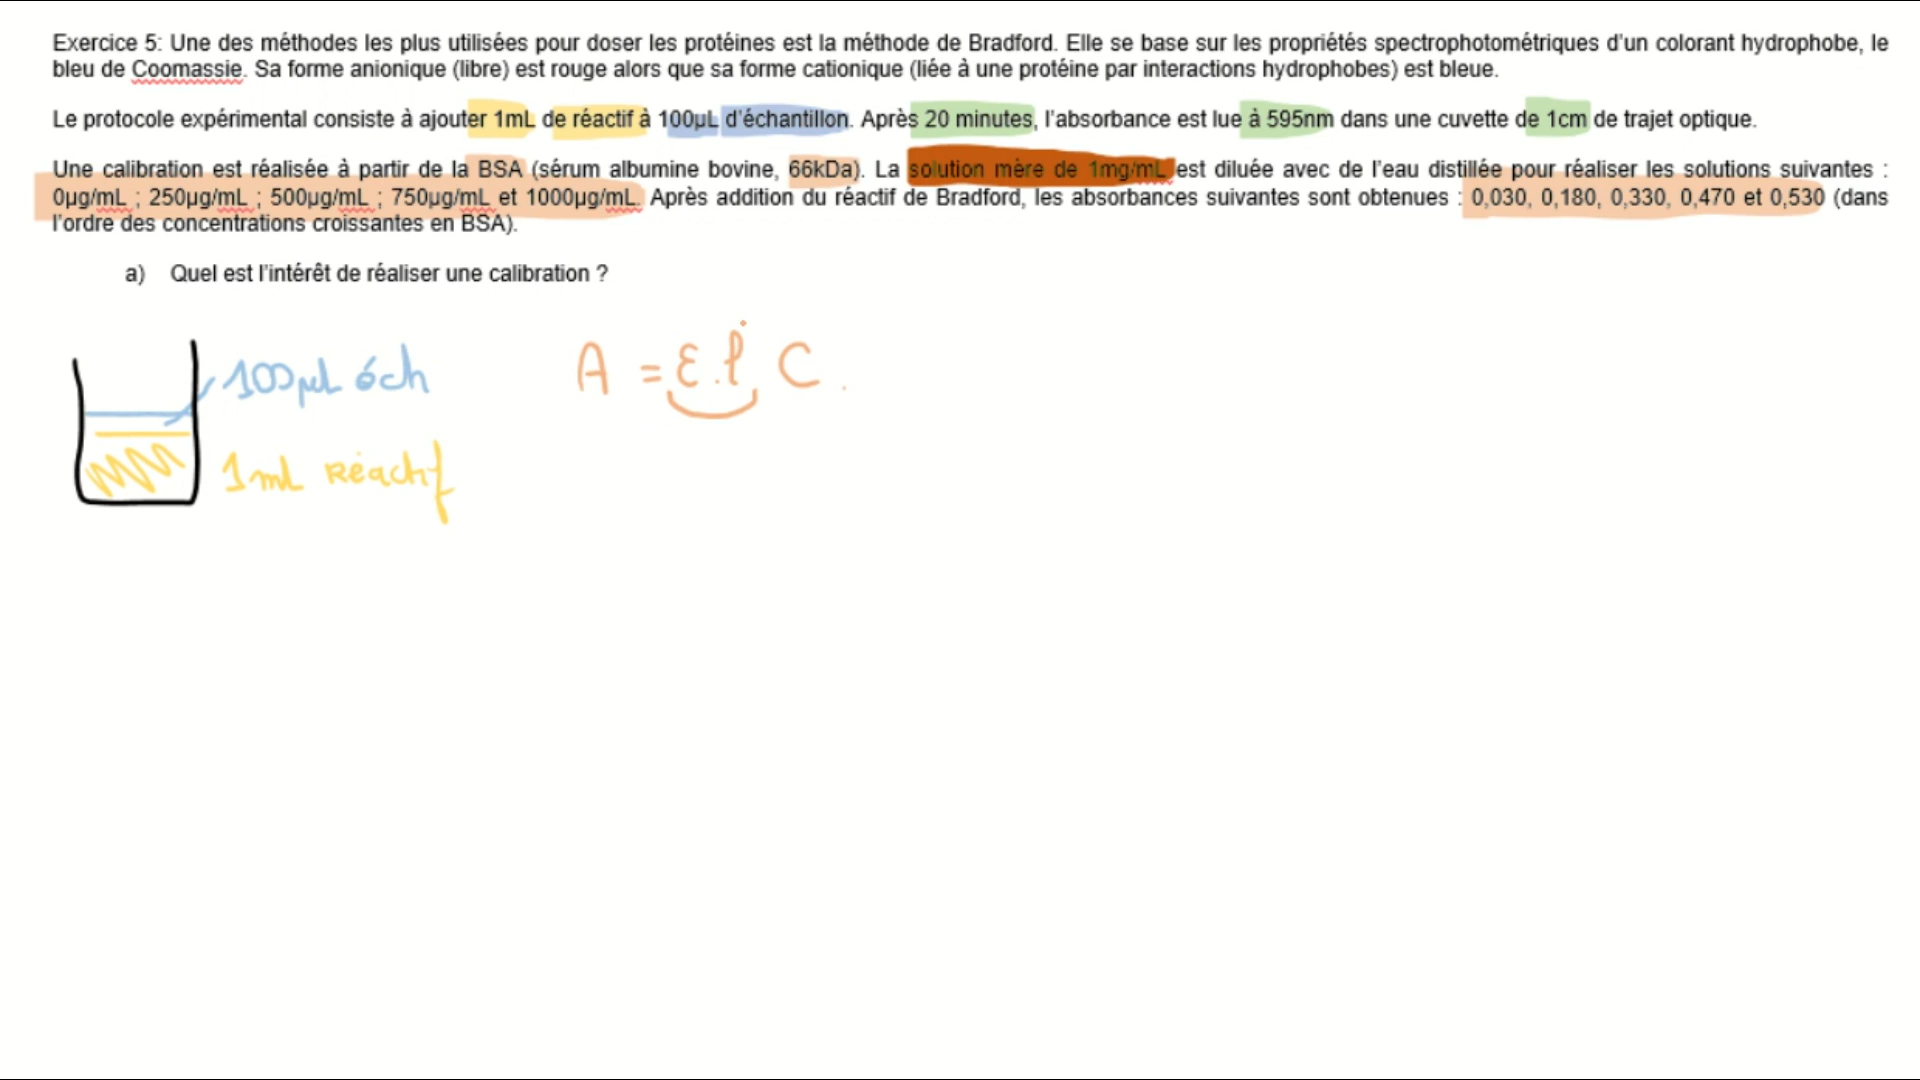 Exercice 5: Une des méthodes les plus utilisées pour doser les protéines est la méthode de Bradford. Elle se base sur les propriétés spectrophotométriques d'un colorant hydrophobe, le
bleu de Coomassie. Sa forme anionique (libre) est rouge alors que sa forme cationique (liée à une protéine par interactions hydrophobes) est bleue.
Le protocole expérimental consiste à ajouter 1mL de réactif à 100µL d'échantillon. Après 20 minutes, l'absorbance est lue à 595nm dans une cuvette de 1cm de trajet optique.
Une calibration est réalisée à partir de la BSA (sérum albumine bovine, 66kDa). La solution mère de 1mg/mL est diluée avec de l'eau distillée pour réaliser les solutions suivantes :
0µg/mL ; 250µg/mL ; 500µg/mL ; 750µg/mL et 1000µg/mL. Après addition du réactif de Bradford, les absorbances suivantes sont obtenues : 0,030, 0,180, 0,330, 0,470 et 0,530 (dans
l'ordre des concentrations croissantes en BSA).
a) Quel est l'intérêt de réaliser une calibration ?
100µL éch
A = ε.l.C.
1mL Réactif